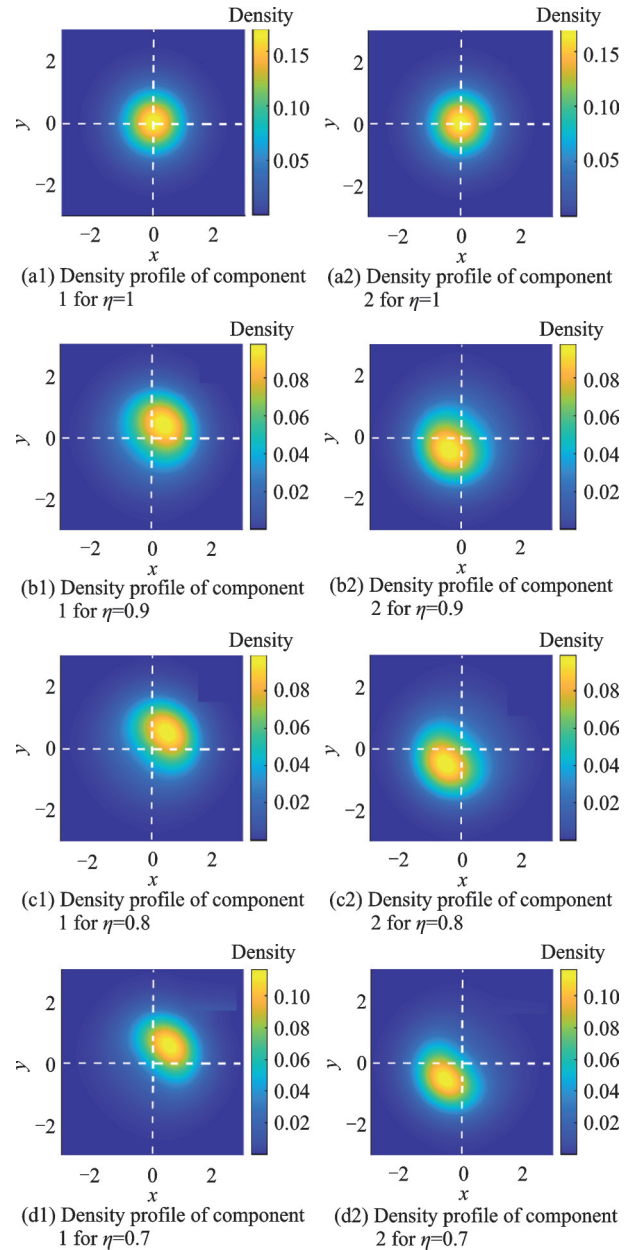 Density Density
2 0.15 2 0.15
y 0 0.10 y 0 0.10
−2 0.05 −2 0.05
−2 0 2 −2 0 2
x x
(a1) Density profile of component (a2) Density profile of component
1 for η=1 2 for η=1
Density Density
2 0.08 2 0.08
0.06 0.06
y 0 y 0
0.04 0.04
−2 0.02 −2 0.02
−2 0 2 −2 0 2
x x
(b1) Density profile of component (b2) Density profile of component
1 for η=0.9 2 for η=0.9
Density Density
2 0.08 2 0.08
0.06 0.06
y 0 y 0
0.04 0.04
−2 0.02 −2 0.02
−2 0 2 −2 0 2
x x
(c1) Density profile of component (c2) Density profile of component
1 for η=0.8 2 for η=0.8
Density Density
2 0.10 2 0.10
0.08 0.08
y 0 0.06 y 0 0.06
0.04 0.04
−2 0.02 −2 0.02
−2 0 2 −2 0 2
x x
(d1) Density profile of component (d2) Density profile of component
1 for η=0.7 2 for η=0.7